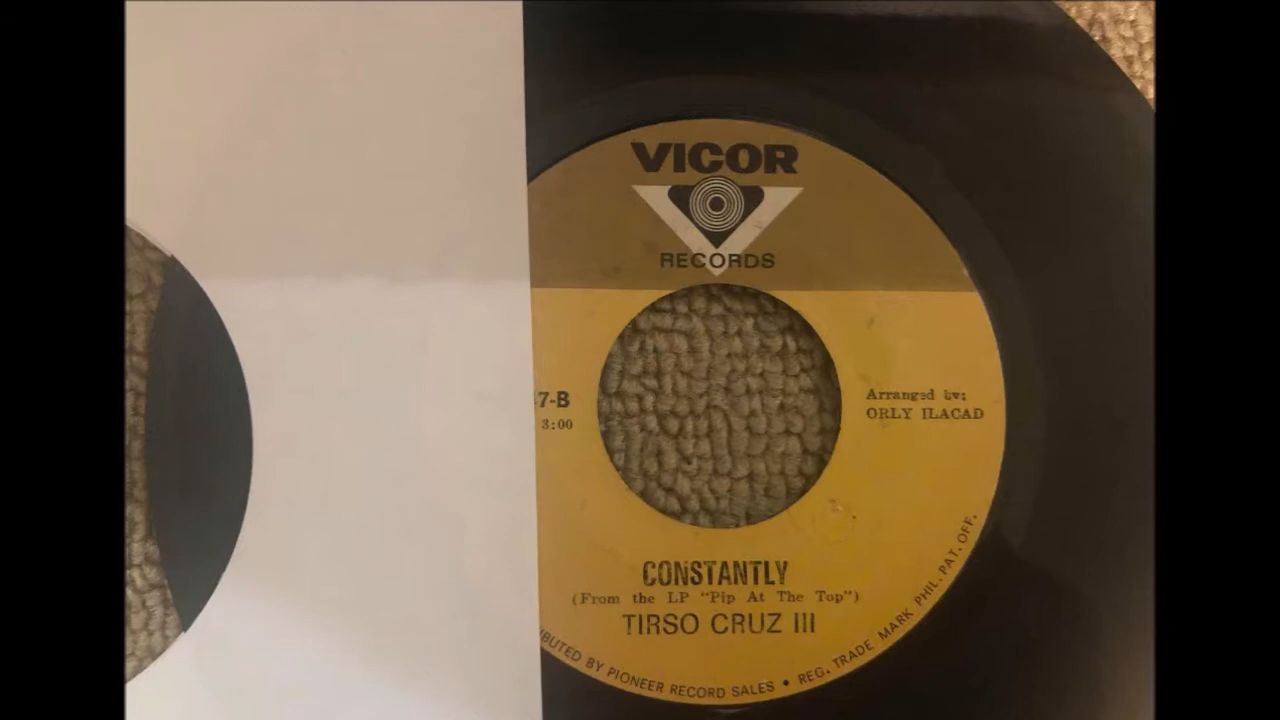 VICOR
RECORDS
7-B
3:00
Arranged by:
ORLY ILACAD
CONSTANTLY
(From the LP "Pip At The Top")
TIRSO CRUZ III
BUTED BY PIONEER RECORD SALES • REG. TRADE MARK PHIL. PAT. OFF.